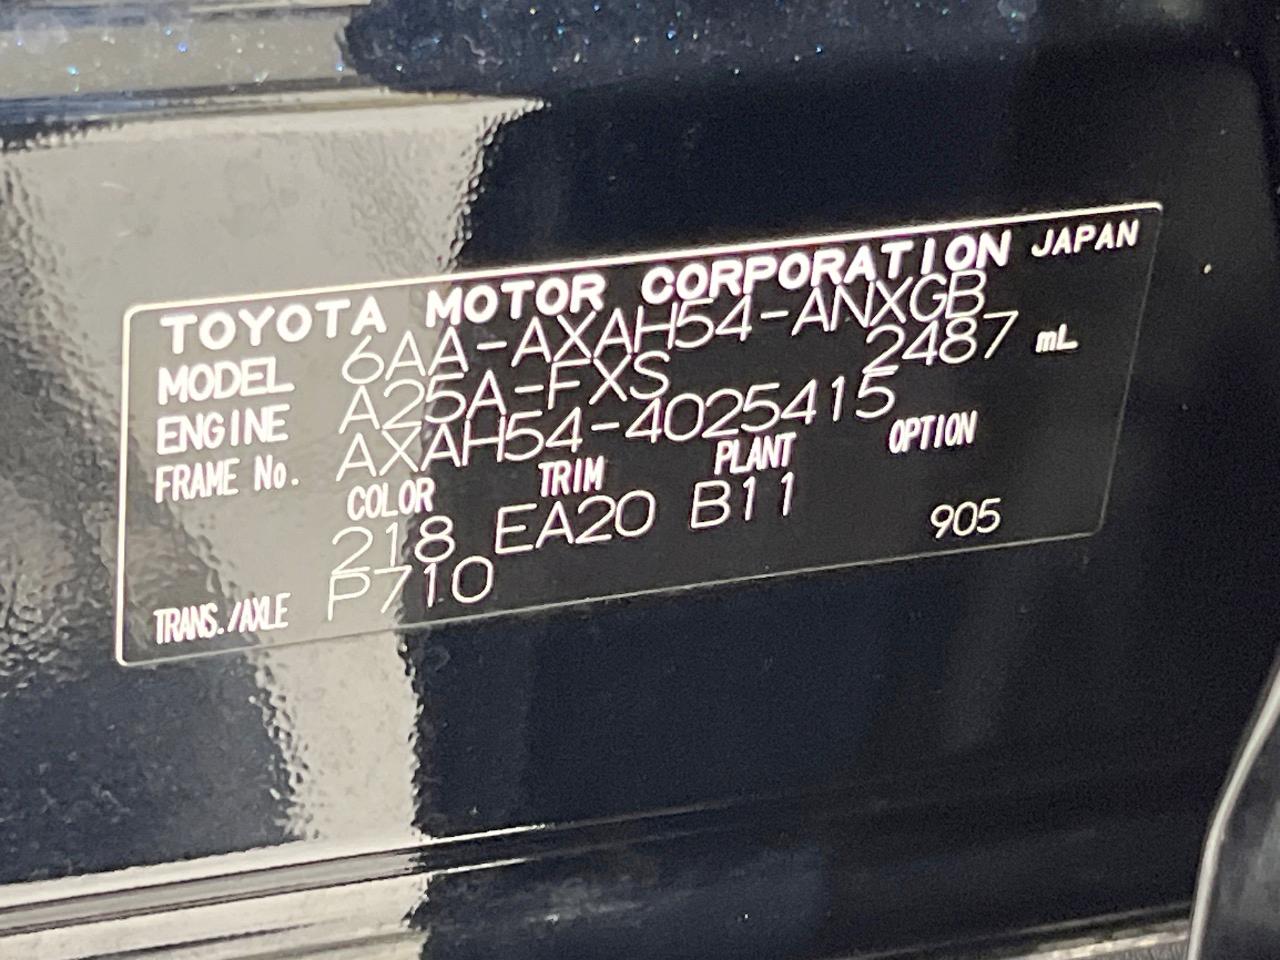 TOYOTA MOTOR CORPORATION JAPAN
MODEL 6AA-AXAH54-ANXGB
ENGINE A25A-FXS 2487 mL
FRAME No. AXAH54-4025415
COLOR TRIM PLANT OPTION
218 EA20 B11 905
TRANS./AXLE P710